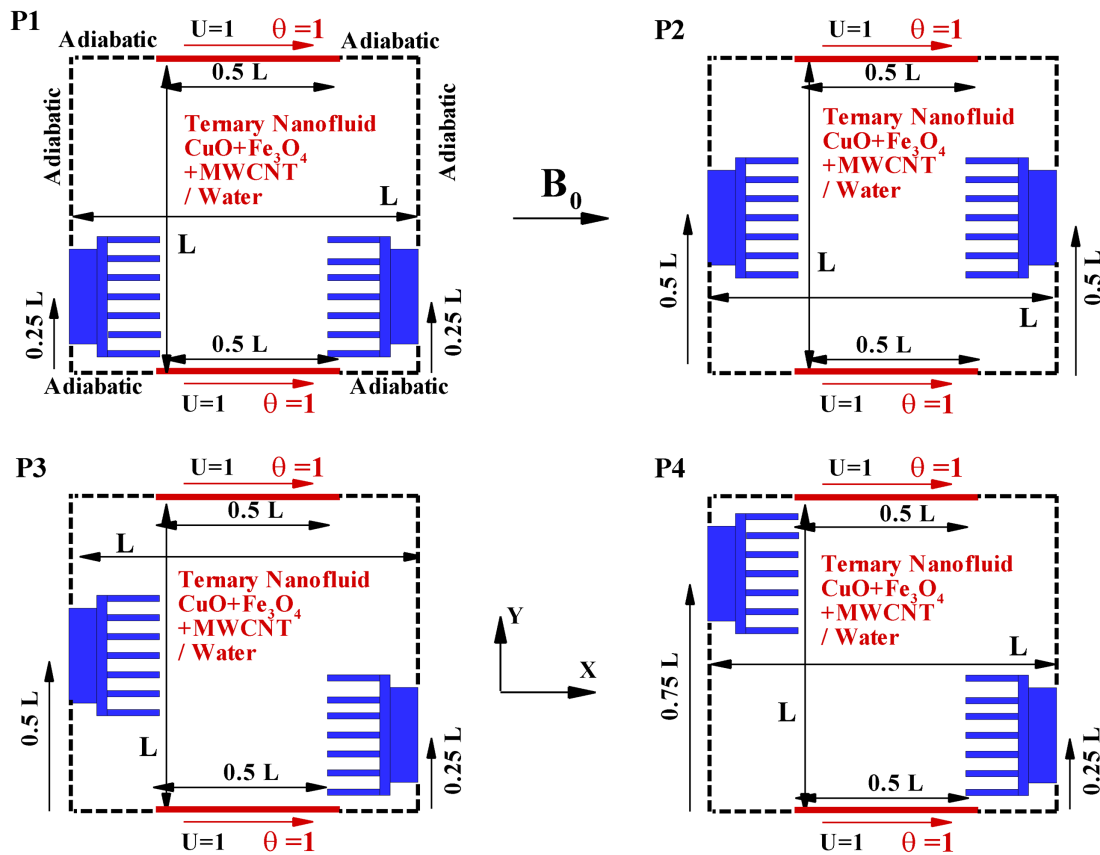 P1
Adiabatic
U=1
θ=1
Adiabatic
0.5 L
Adiabatic
Adiabatic
Ternary Nanofluid
CuO+Fe₃O₄
+MWCNT
/ Water
L
L
0.25 L
0.25 L
0.5 L
Adiabatic
U=1
θ=1
Adiabatic
B₀
P2
U=1
θ=1
0.5 L
Ternary Nanofluid
CuO+Fe₃O₄
+MWCNT
/ Water
L
0.5 L
0.5 L
L
0.5 L
U=1
θ=1
P3
U=1
θ=1
0.5 L
L
Ternary Nanofluid
CuO+Fe₃O₄
+MWCNT
/ Water
0.5 L
L
0.25 L
0.5 L
U=1
θ=1
Y
X
P4
U=1
θ=1
0.5 L
Ternary Nanofluid
CuO+Fe₃O₄
+MWCNT
/ Water
L
0.75 L
L
0.25 L
0.5 L
U=1
θ=1